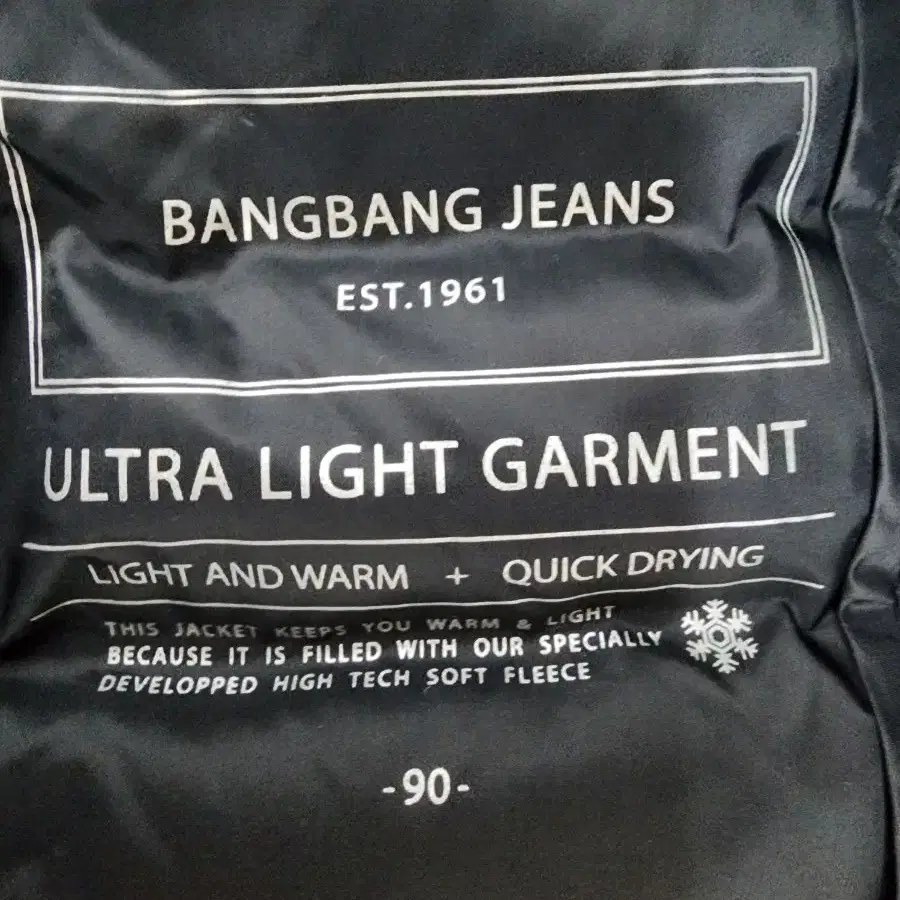 BANGBANG JEANS
EST.1961
ULTRA LIGHT GARMENT
LIGHT AND WARM + QUICK DRYING
THIS JACKET KEEPS YOU WARM & LIGHT
BECAUSE IT IS FILLED WITH OUR SPECIALLY
DEVELOPPED HIGH TECH SOFT FLEECE
-90-